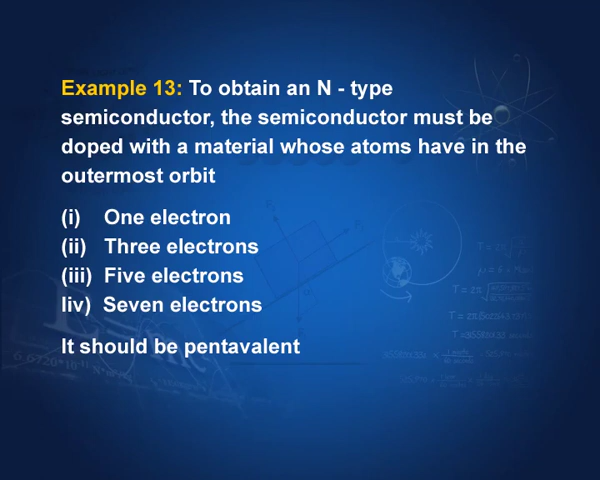 Example 13: To obtain an N - type
semiconductor, the semiconductor must be
doped with a material whose atoms have in the
outermost orbit
(i) One electron
(ii) Three electrons
(iii) Five electrons
Iiv) Seven electrons
It should be pentavalent